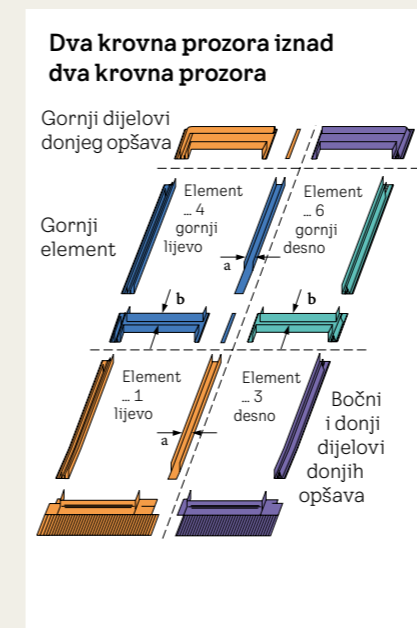 Dva krovna prozora iznad
dva krovna prozora
Gornji dijelovi
donjeg opšava
Gornji
element
Element
... 4
gornji
lijevo
Element
... 6
gornji
desno
a
b
b
Element
... 1
lijevo
Element
... 3
desno
a
Bočni
i donji
dijelovi
donjih
opšava